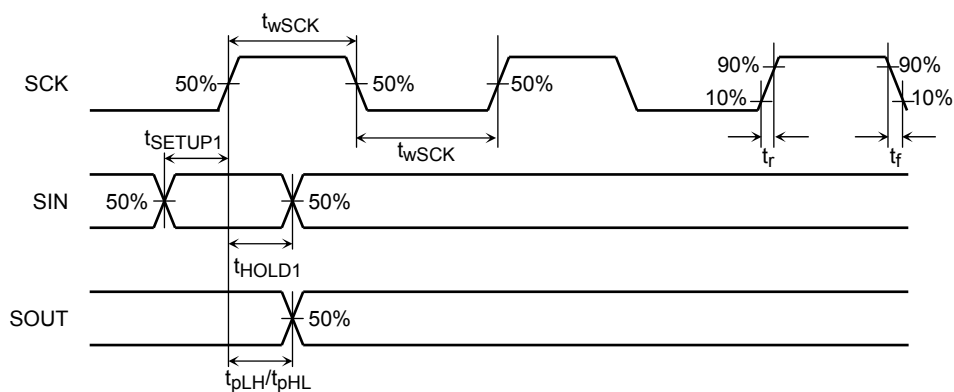 twSCK
SCK 50% 50% 50% 90% 90%
10% 10%
tSETUP1 twSCK tr tf
SIN 50% 50%
tHOLD1
SOUT 50%
tpLH/tpHL